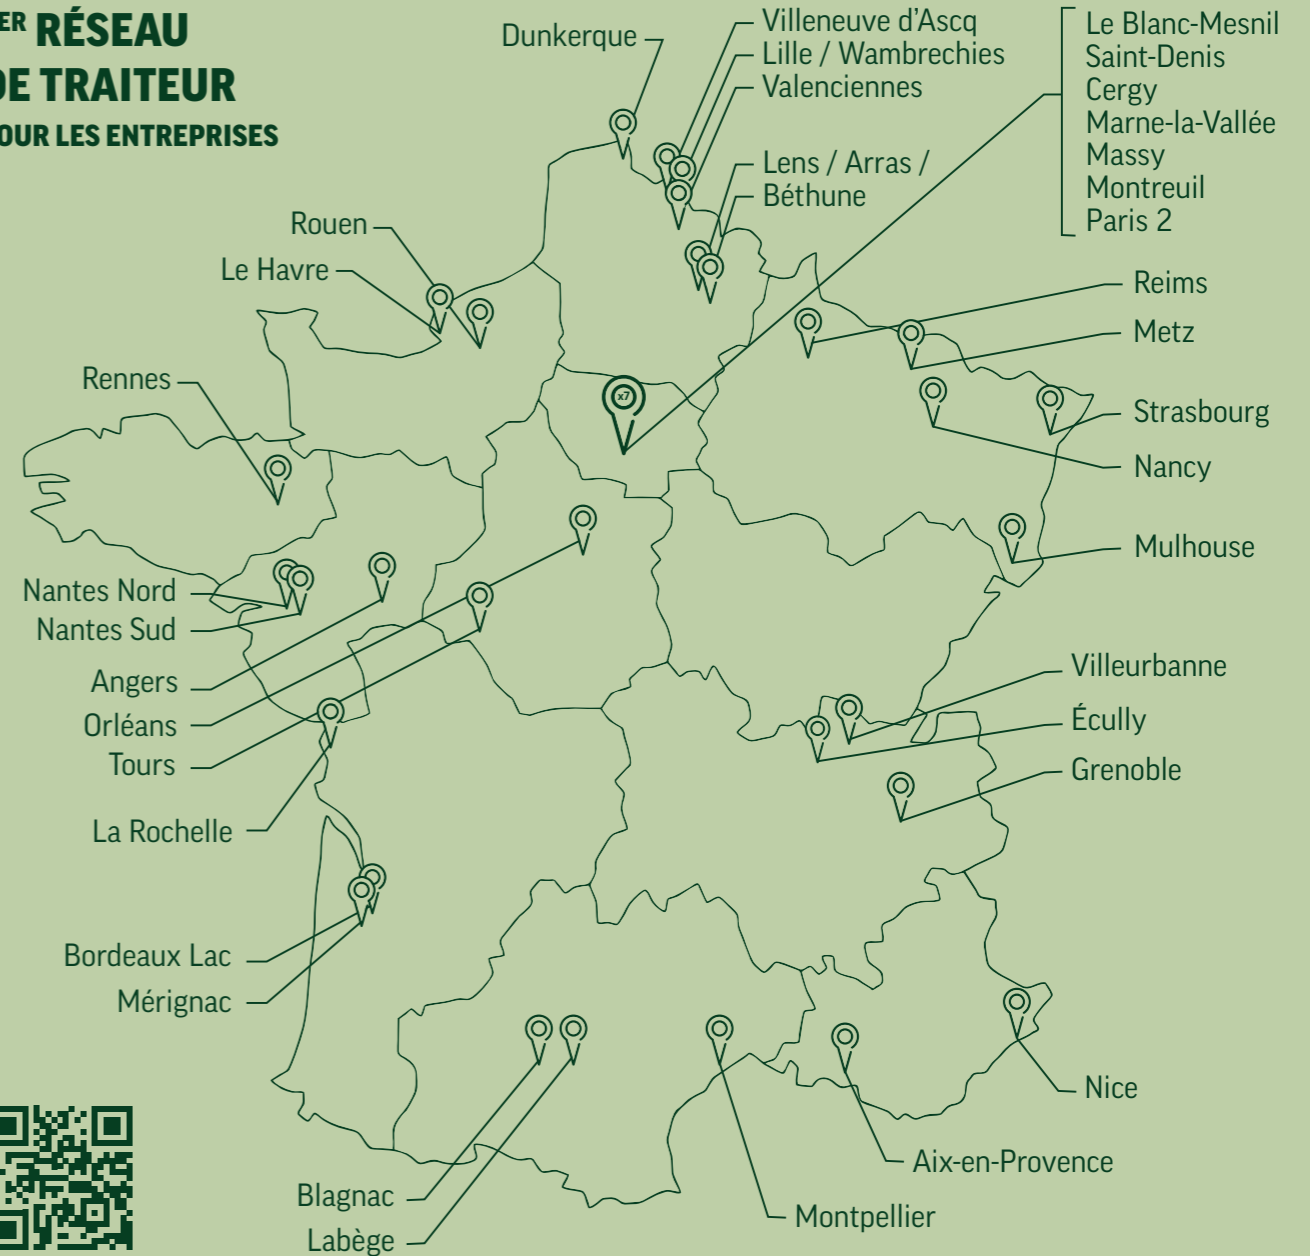 ER RÉSEAU
DE TRAITEUR
OUR LES ENTREPRISES
Dunkerque
Villeneuve d'Ascq
Lille / Wambrechies
Valenciennes
Lens / Arras /
Béthune
Le Blanc-Mesnil
Saint-Denis
Cergy
Marne-la-Vallée
Massy
Montreuil
Paris 2
Rouen
Le Havre
Rennes
x7
Reims
Metz
Strasbourg
Nancy
Mulhouse
Nantes Nord
Nantes Sud
Angers
Orléans
Tours
La Rochelle
Villeurbanne
Écully
Grenoble
Bordeaux Lac
Mérignac
Nice
Aix-en-Provence
Montpellier
Blagnac
Labège